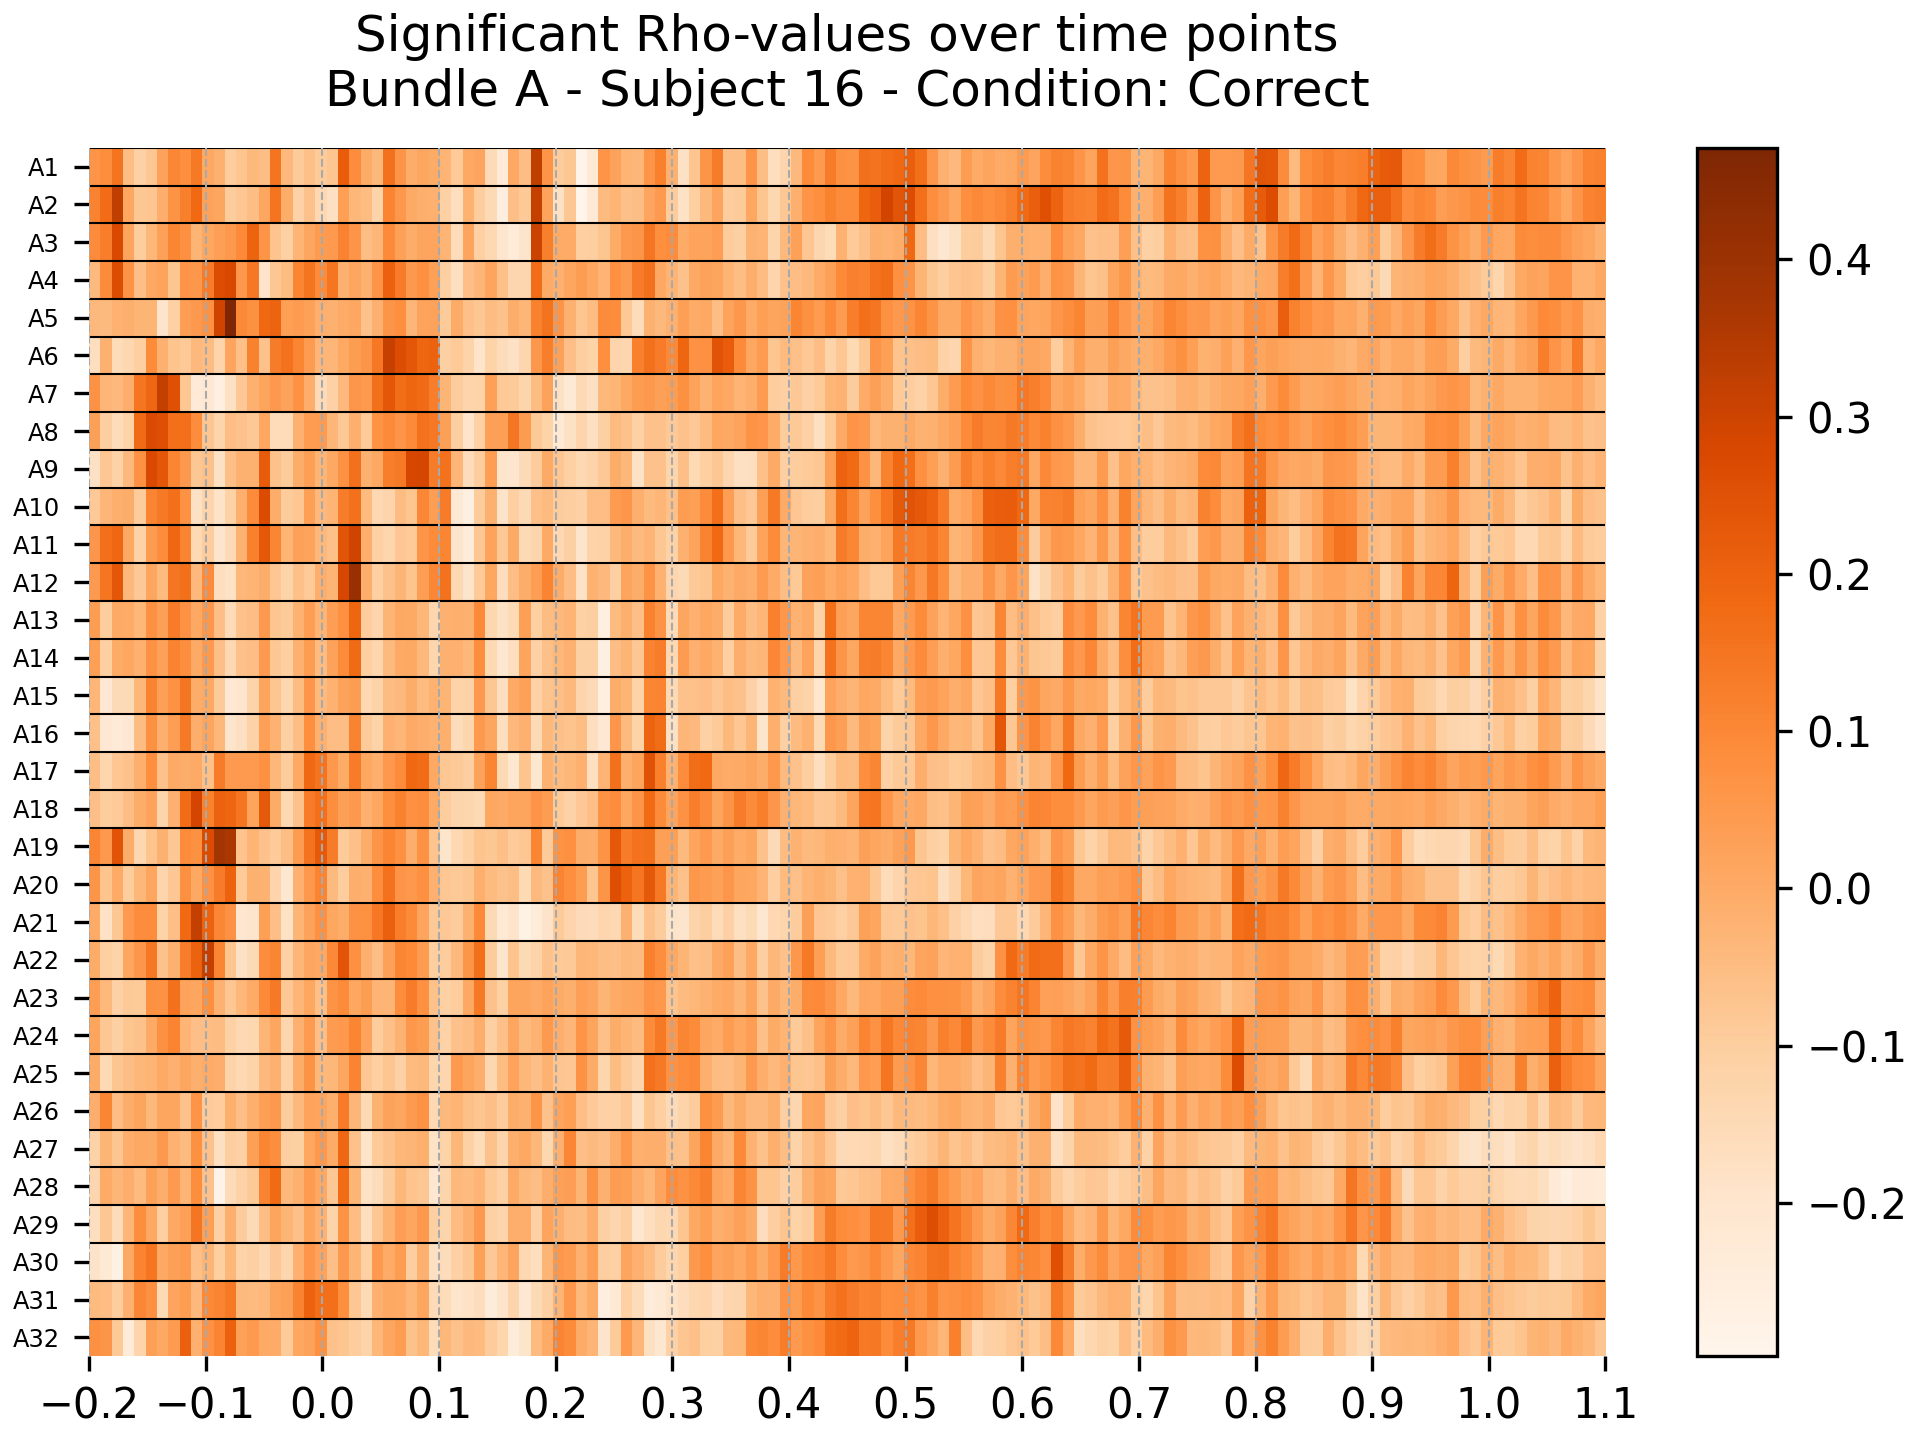 Significant Rho-values over time points
Bundle A - Subject 16 - Condition: Correct
A1
A2
A3
A4
A5
A6
A7
A8
A9
A10
A11
A12
A13
A14
A15
A16
A17
A18
A19
A20
A21
A22
A23
A24
A25
A26
A27
A28
A29
A30
A31
A32
−0.2 −0.1 0.0 0.1 0.2 0.3 0.4 0.5 0.6 0.7 0.8 0.9 1.0 1.1
0.4
0.3
0.2
0.1
0.0
−0.1
−0.2